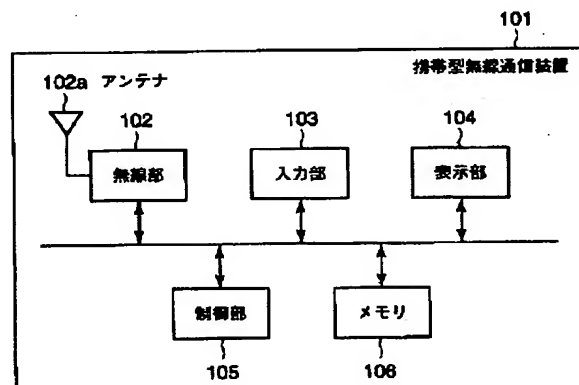 101
携帯型無線通信装置
102a アンテナ
102
103
104
無線部
入力部
表示部
制御部
メモリ
105
106